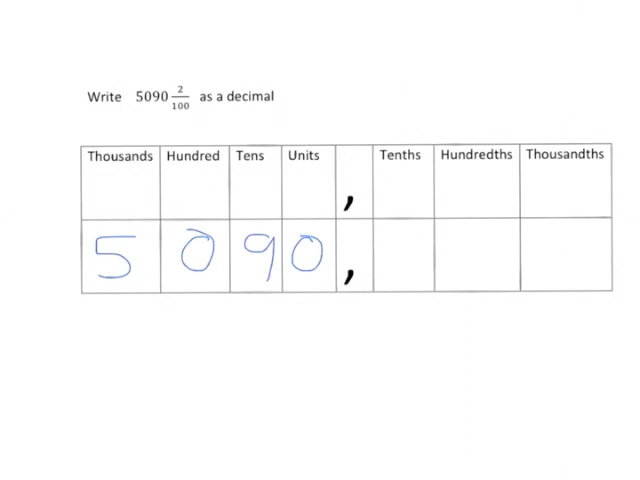 Write 5090 2/100 as a decimal
Thousands Hundred Tens Units , Tenths Hundredths Thousandths
5 0 9 0 ,